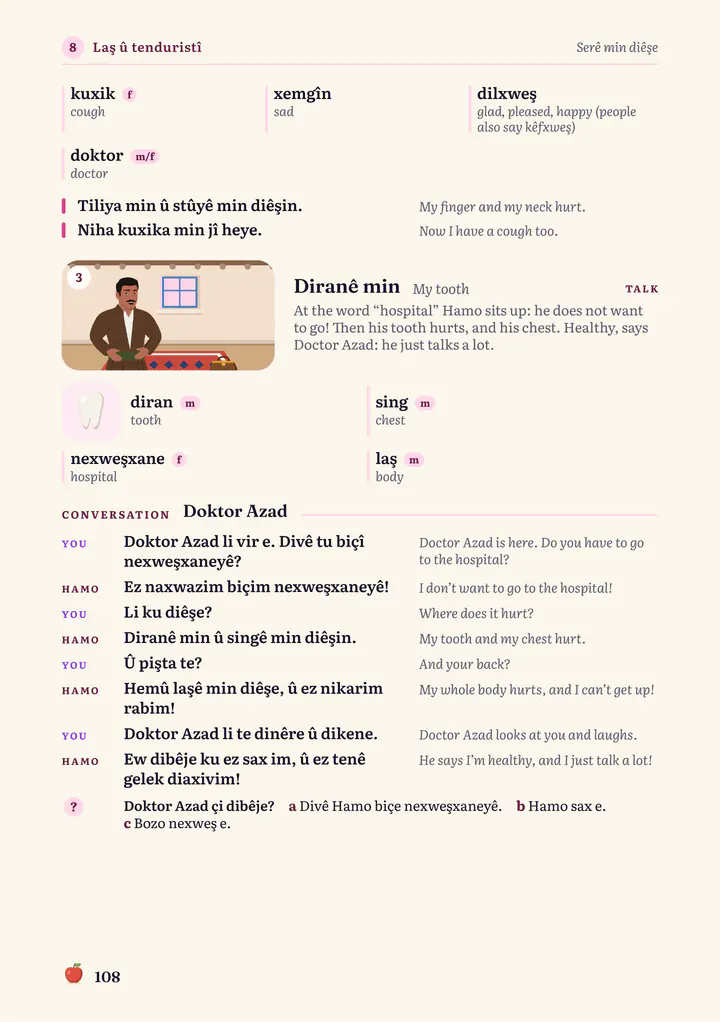 8 Laş û tenduristî
Serê min diêşe
kuxik f
cough
xemgîn
sad
dilxweş
glad, pleased, happy (people
also say kêfxweş)
doktor m/f
doctor
Tiliya min û stûyê min diêşin.
My finger and my neck hurt.
Niha kuxika min jî heye.
Now I have a cough too.
3
Diranê min My tooth TALK
At the word “hospital” Hamo sits up: he does not want
to go! Then his tooth hurts, and his chest. Healthy, says
Doctor Azad: he just talks a lot.
diran m
tooth
sing m
chest
nexweşxane f
hospital
laş m
body
CONVERSATION Doktor Azad
YOU Doktor Azad li vir e. Divê tu biçî
nexweşxaneyê?
Doctor Azad is here. Do you have to go
to the hospital?
HAMO Ez naxwazim biçim nexweşxaneyê!
I don’t want to go to the hospital!
YOU Li ku diêşe?
Where does it hurt?
HAMO Diranê min û singê min diêşin.
My tooth and my chest hurt.
YOU Û pişta te?
And your back?
HAMO Hemû laşê min diêşe, û ez nikarim
rabim!
My whole body hurts, and I can’t get up!
YOU Doktor Azad li te dinêre û dikene.
Doctor Azad looks at you and laughs.
HAMO Ew dibêje ku ez sax im, û ez tenê
gelek diaxivim!
He says I’m healthy, and I just talk a lot!
? Doktor Azad çi dibêje? a Divê Hamo biçe nexweşxaneyê. b Hamo sax e.
c Bozo nexweş e.
108